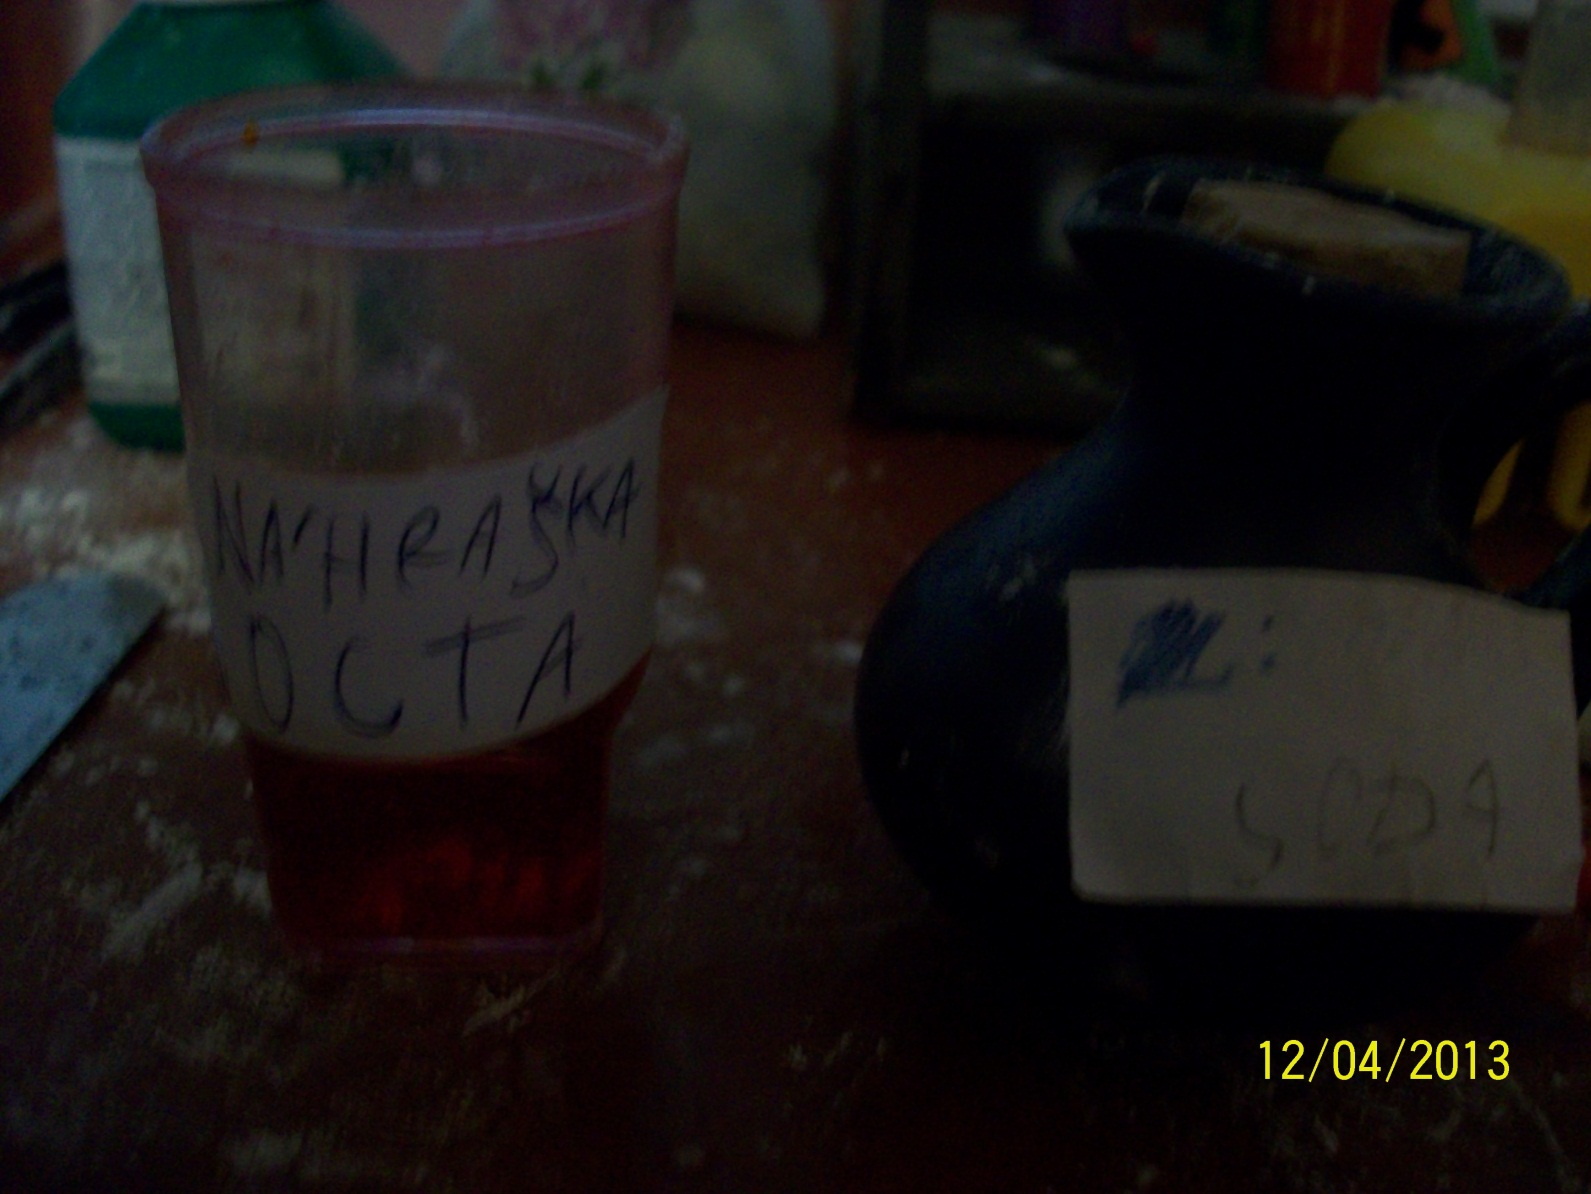 NÁHRAŠKA
OCTA
L:
SODA
12/04/2013